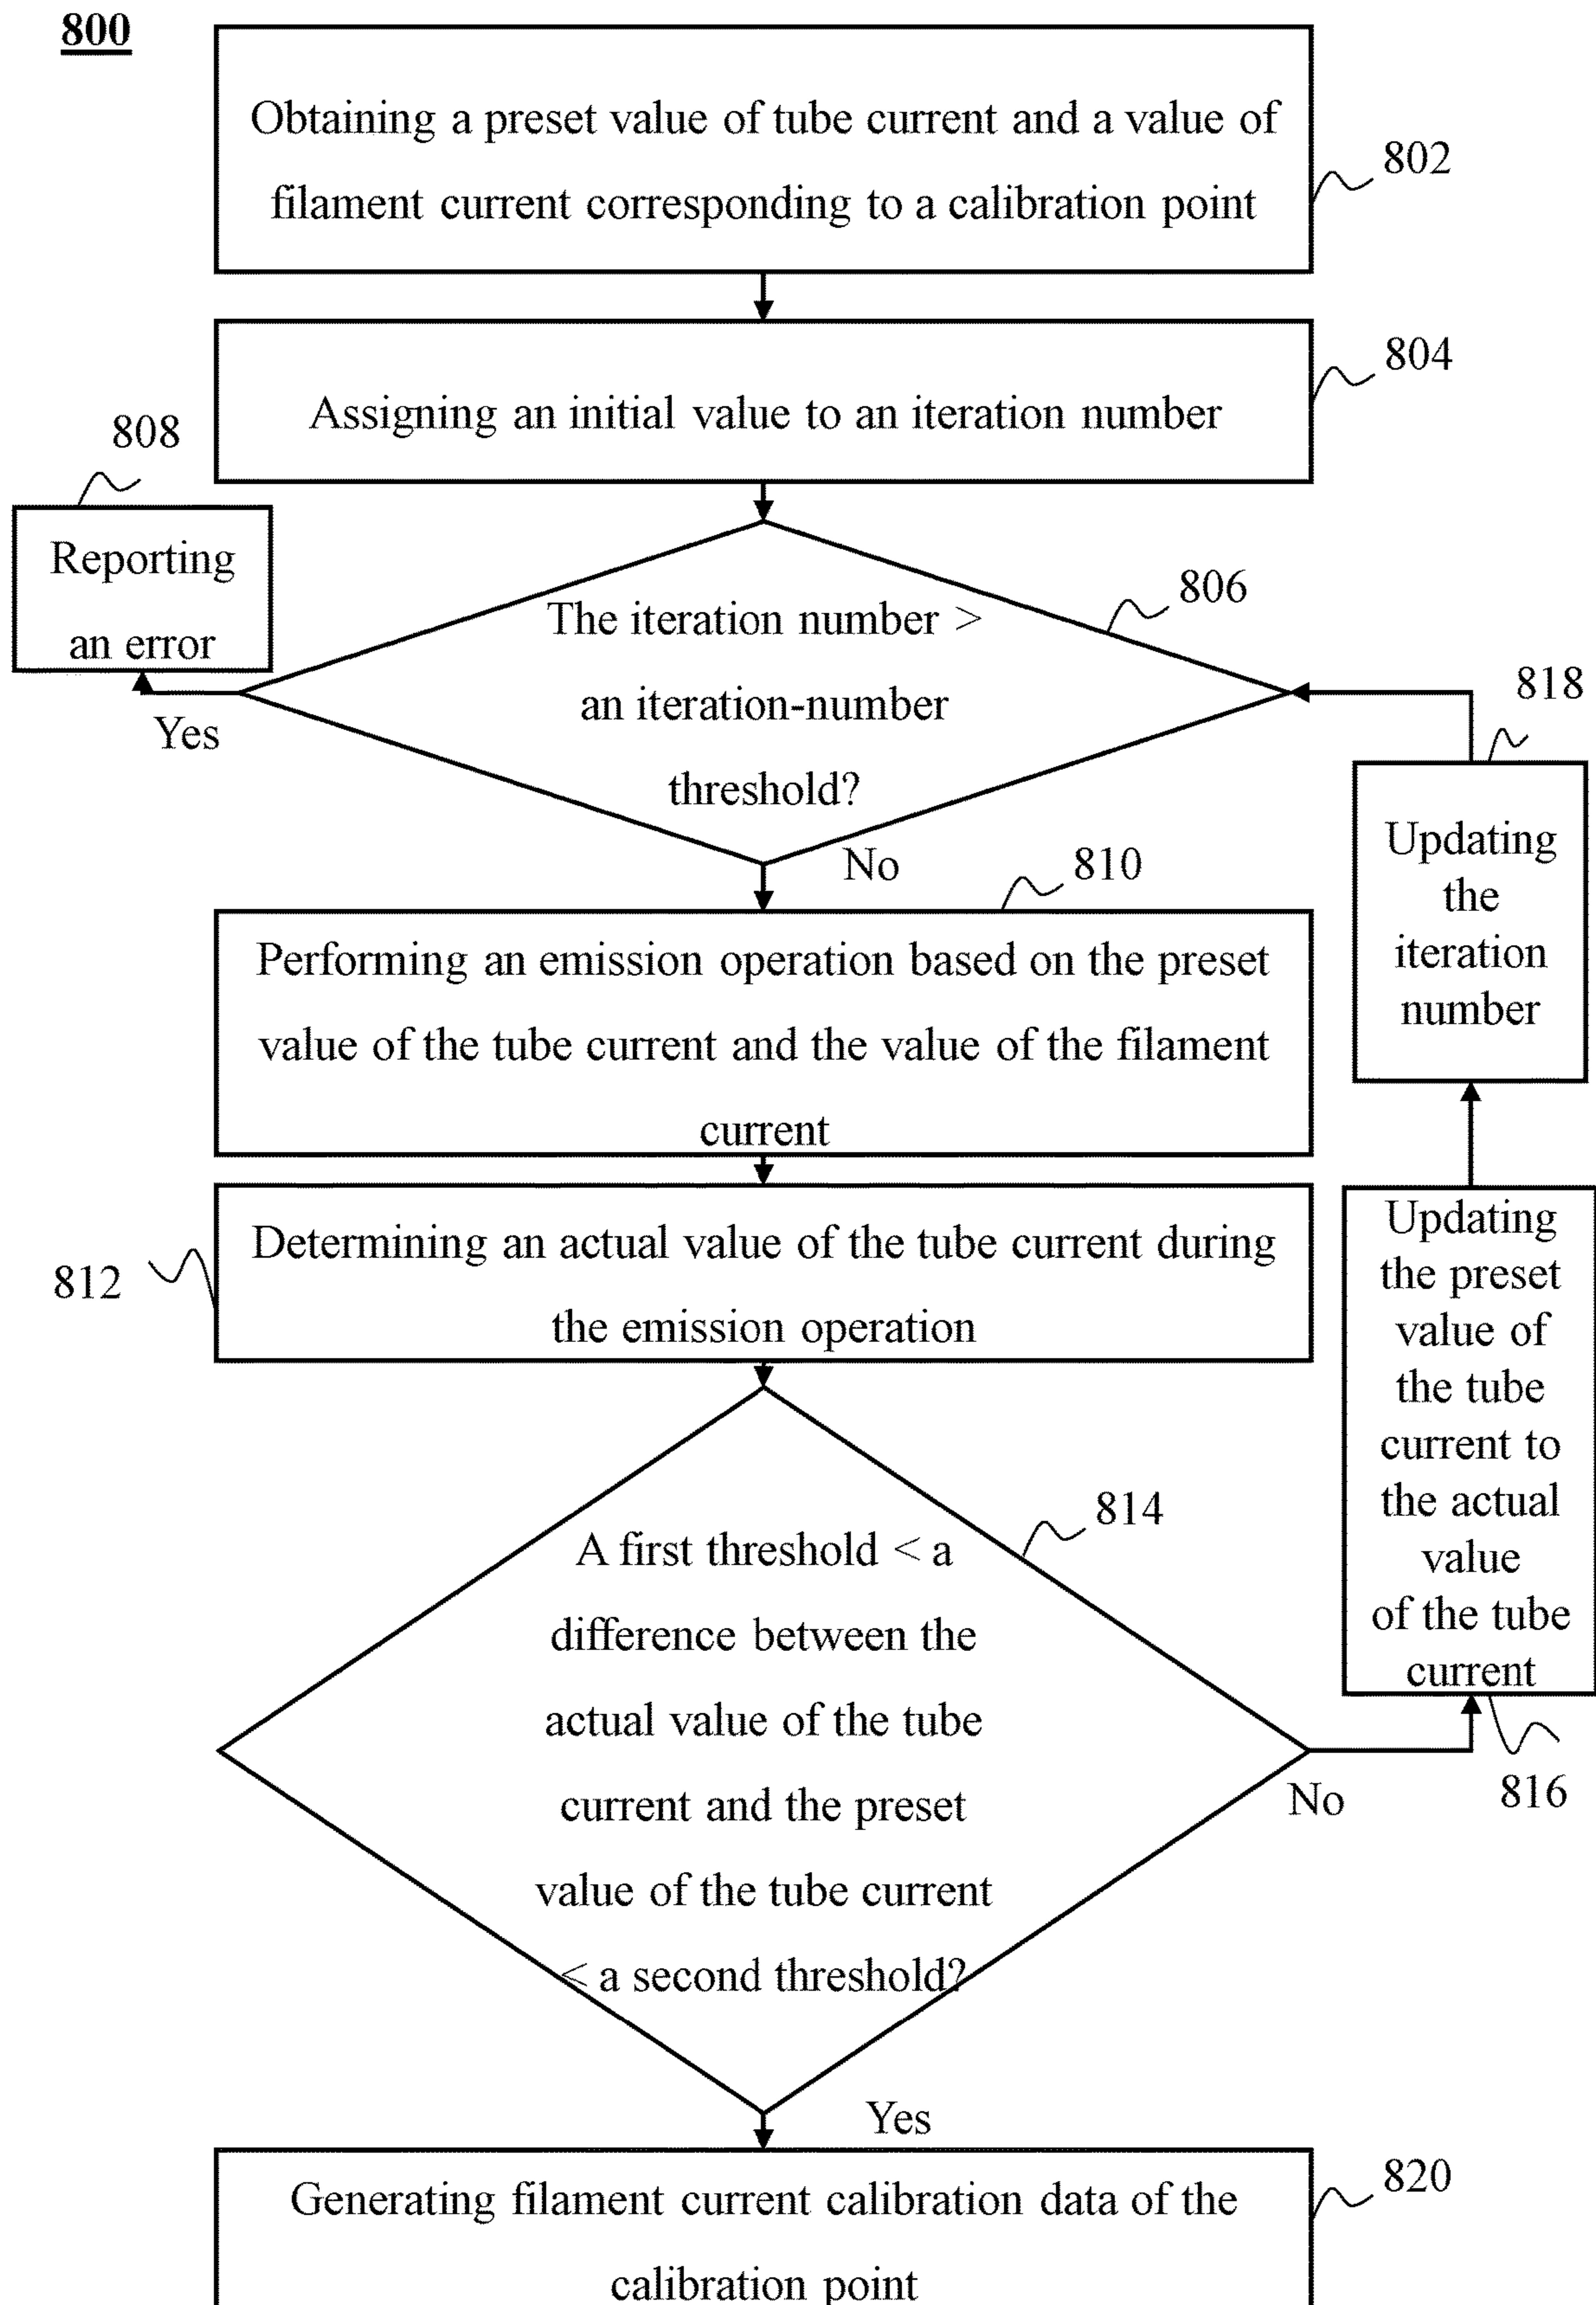 800
Obtaining a preset value of tube current and a value of
filament current corresponding to a calibration point
802
804
Assigning an initial value to an iteration number
808
Reporting
an error
806
The iteration number >
an iteration-number
threshold?
Yes
No
818
Updating
the
iteration
number
810
Performing an emission operation based on the preset
value of the tube current and the value of the filament
current
812
Determining an actual value of the tube current during
the emission operation
Updating
the preset
value of
the tube
current to
the actual
value
of the tube
current
816
814
A first threshold < a
difference between the
actual value of the tube
current and the preset
value of the tube current
< a second threshold?
No
Yes
820
Generating filament current calibration data of the
calibration point